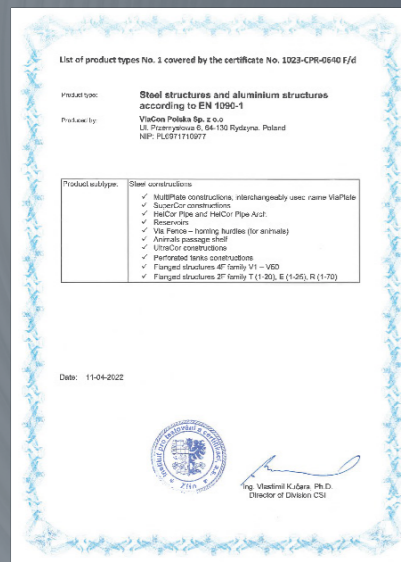 List of product types No. 1 covered by the certificate No. 1023-CPR-0640 F/d
Product type: Steel structures and aluminium structures
according to EN 1090-1
Produced by: ViaCon Polska Sp. z o.o
Ul. Przemysłowa 6, 64-130 Rydzyna, Poland
NIP: PL6971710977
Product subtype: Steel constructions
✓ MultiPlate constructions, interchangeably used name ViaPlate
✓ SuperCor constructions
✓ HelCor Pipe and HelCor Pipe Arch
✓ Reservoirs
✓ Via Fence – homing hurdles (for animals)
✓ Animals passage shelf
✓ UltraCor constructions
✓ Perforated tanks constructions
✓ Flanged structures 4F family V1 – V60
✓ Flanged structures 2F family T (1-20), E (1-25), R (1-70)
Date: 11-04-2022
Institut pro testování a certifikaci, a.s.
Zlín
Ing. Vlastimil Kučera, Ph.D.
Director of Division CSI